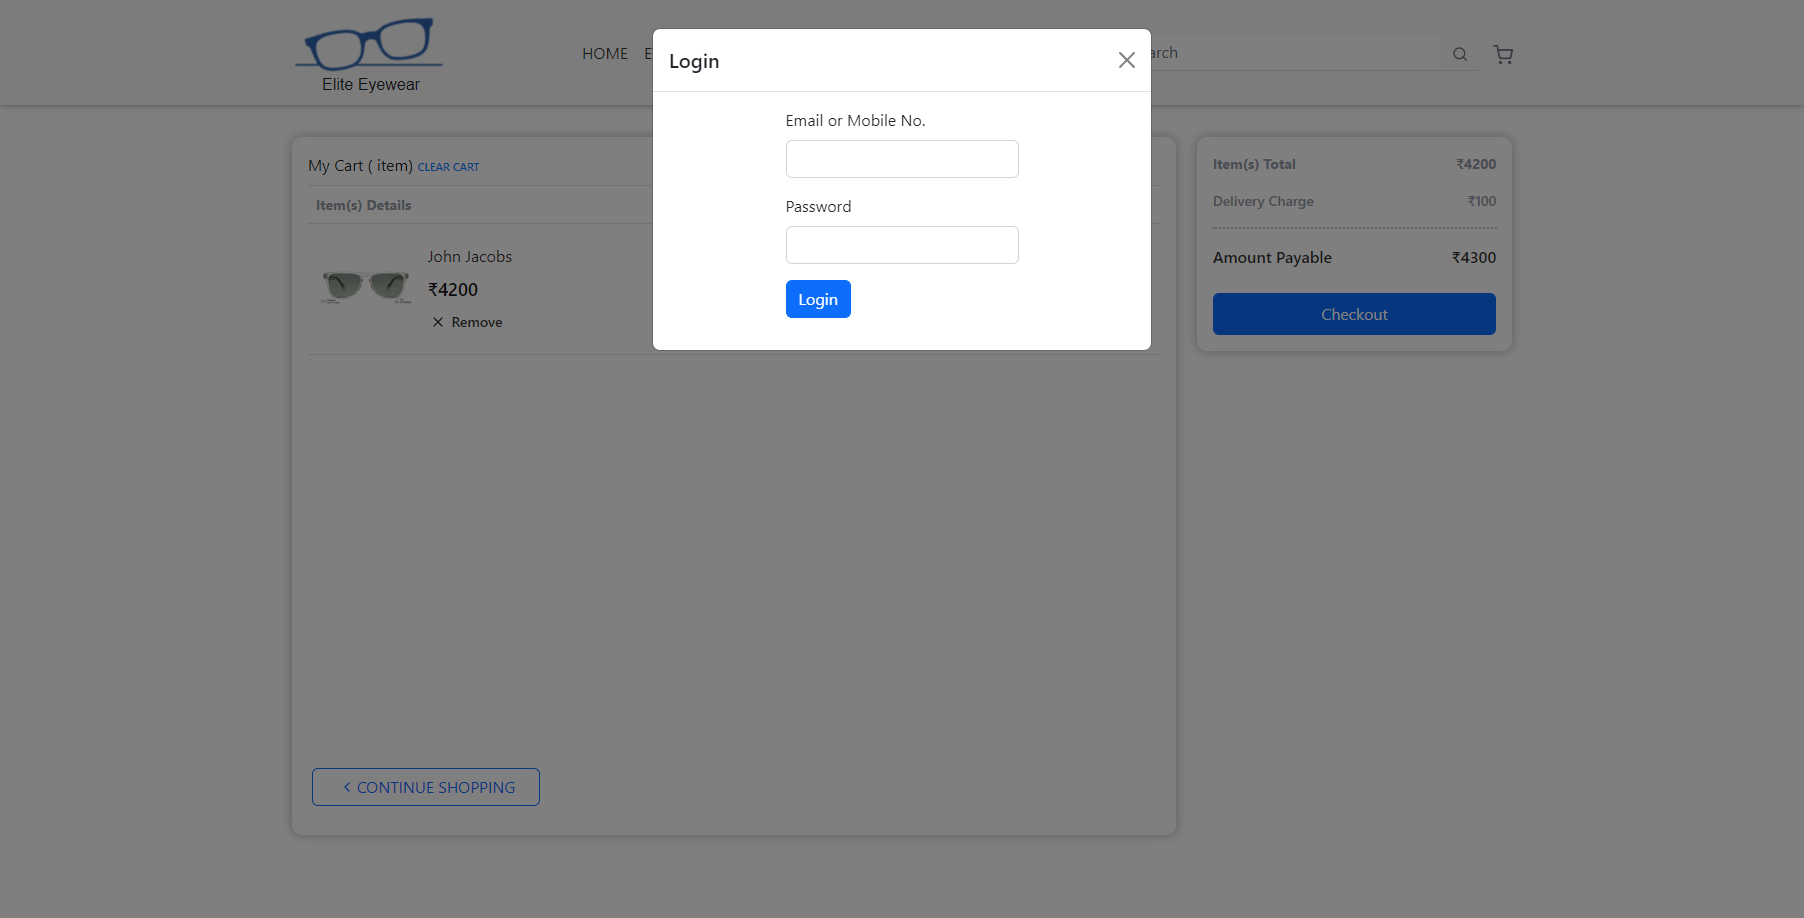 Elite Eyewear
HOME
Login
Email or Mobile No.
Password
Login
My Cart ( item) CLEAR CART
Item(s) Details
John Jacobs
₹4200
Remove
CONTINUE SHOPPING
Item(s) Total ₹4200
Delivery Charge ₹100
Amount Payable ₹4300
Checkout